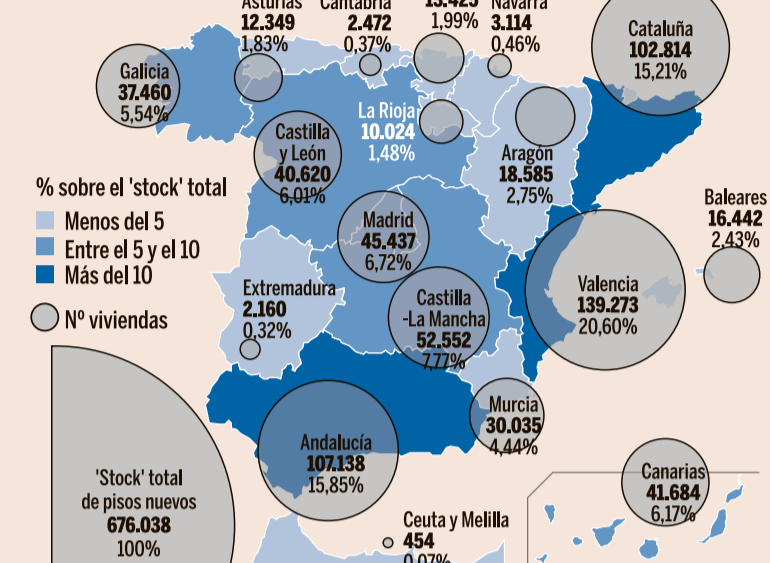 Asturias
12.349
1,83%
Cantabria
2.472
0,37%
13.425
1,99%
Navarra
3.114
0,46%
Cataluña
102.814
15,21%
Galicia
37.460
5,54%
La Rioja
10.024
1,48%
Castilla
y León
40.620
6,01%
Aragón
18.585
2,75%
% sobre el 'stock' total
Menos del 5
Entre el 5 y el 10
Más del 10
Nº viviendas
Madrid
45.437
6,72%
Baleares
16.442
2,43%
Extremadura
2.160
0,32%
Castilla
-La Mancha
52.552
7,77%
Valencia
139.273
20,60%
Murcia
30.035
4,44%
Andalucía
107.138
15,85%
'Stock' total
de pisos nuevos
676.038
100%
Canarias
41.684
6,17%
Ceuta y Melilla
454
0,07%